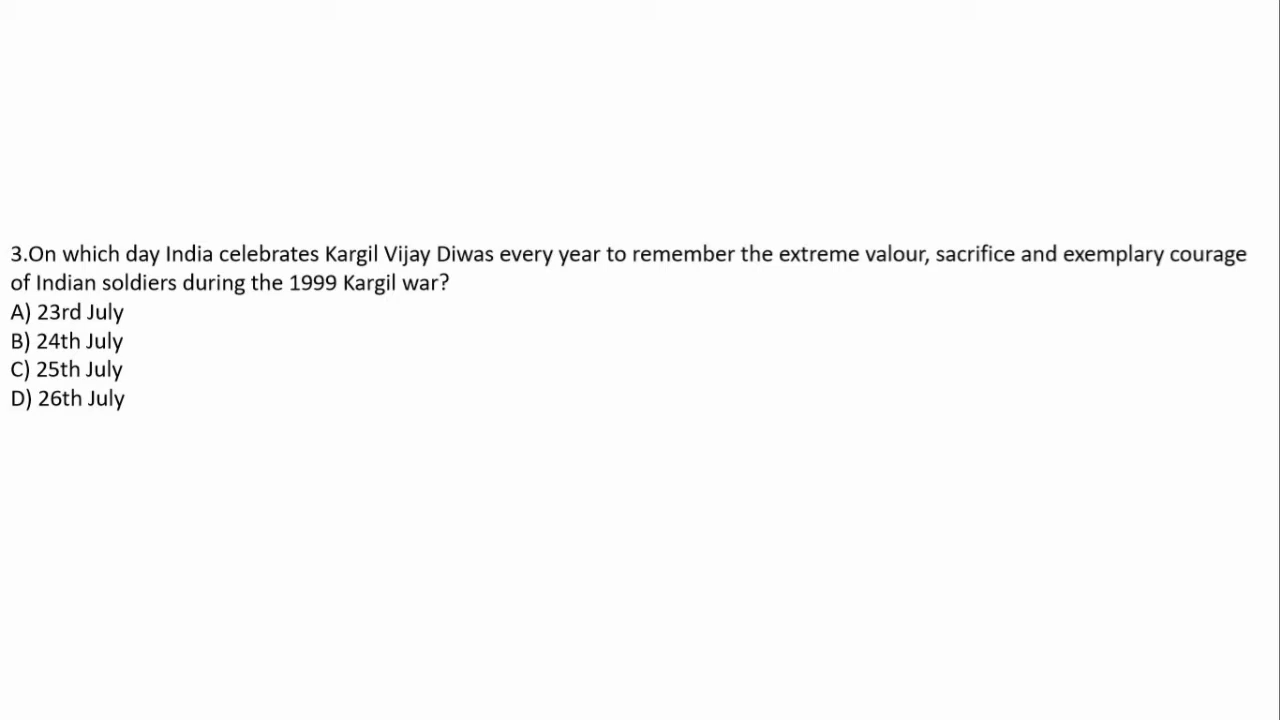 3.On which day India celebrates Kargil Vijay Diwas every year to remember the extreme valour, sacrifice and exemplary courage
of Indian soldiers during the 1999 Kargil war?
A) 23rd July
B) 24th July
C) 25th July
D) 26th July